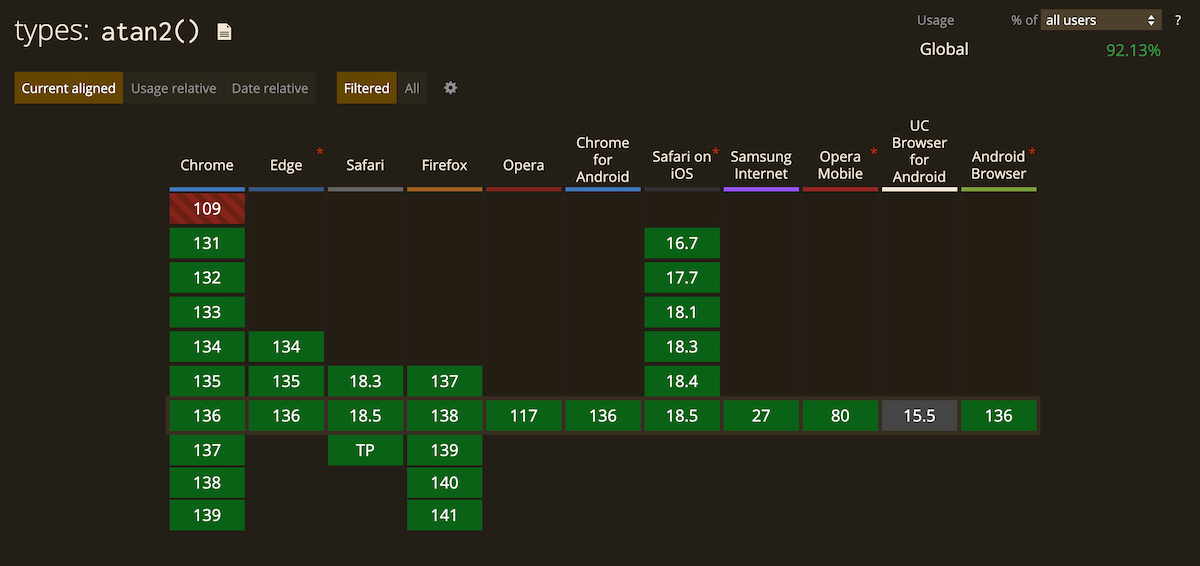 types: atan2()
Usage % of all users ?
Global 92.13%
Current aligned Usage relative Date relative Filtered All
Chrome Edge * Safari Firefox Opera Chrome for Android Safari on iOS * Samsung Internet Opera Mobile * UC Browser for Android Android Browser *
109
131 16.7
132 17.7
133 18.1
134 134 18.3
135 135 18.3 137 18.4
136 136 18.5 138 117 136 18.5 27 80 15.5 136
137 TP 139
138 140
139 141